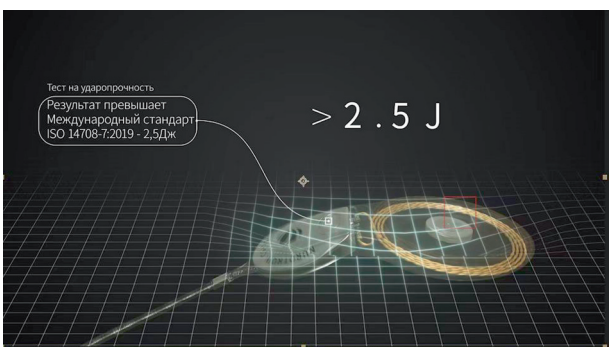 Тест на ударопрочность
Результат превышает
Международный стандарт
ISO 14708-7:2019 - 2,5Дж
> 2.5 J